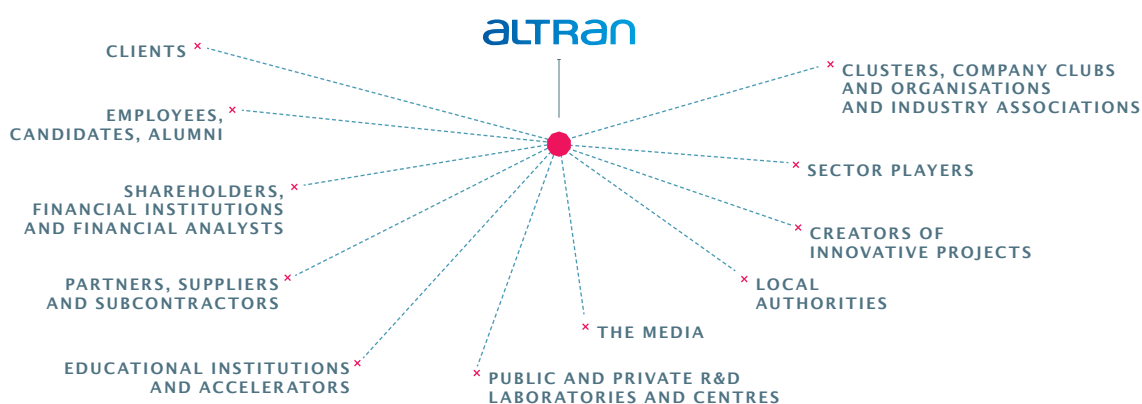 aLTRan
CLIENTS
EMPLOYEES,
CANDIDATES, ALUMNI
SHAREHOLDERS,
FINANCIAL INSTITUTIONS
AND FINANCIAL ANALYSTS
PARTNERS, SUPPLIERS
AND SUBCONTRACTORS
EDUCATIONAL INSTITUTIONS
AND ACCELERATORS
PUBLIC AND PRIVATE R&D
LABORATORIES AND CENTRES
THE MEDIA
LOCAL
AUTHORITIES
CREATORS OF
INNOVATIVE PROJECTS
SECTOR PLAYERS
CLUSTERS, COMPANY CLUBS
AND ORGANISATIONS
AND INDUSTRY ASSOCIATIONS